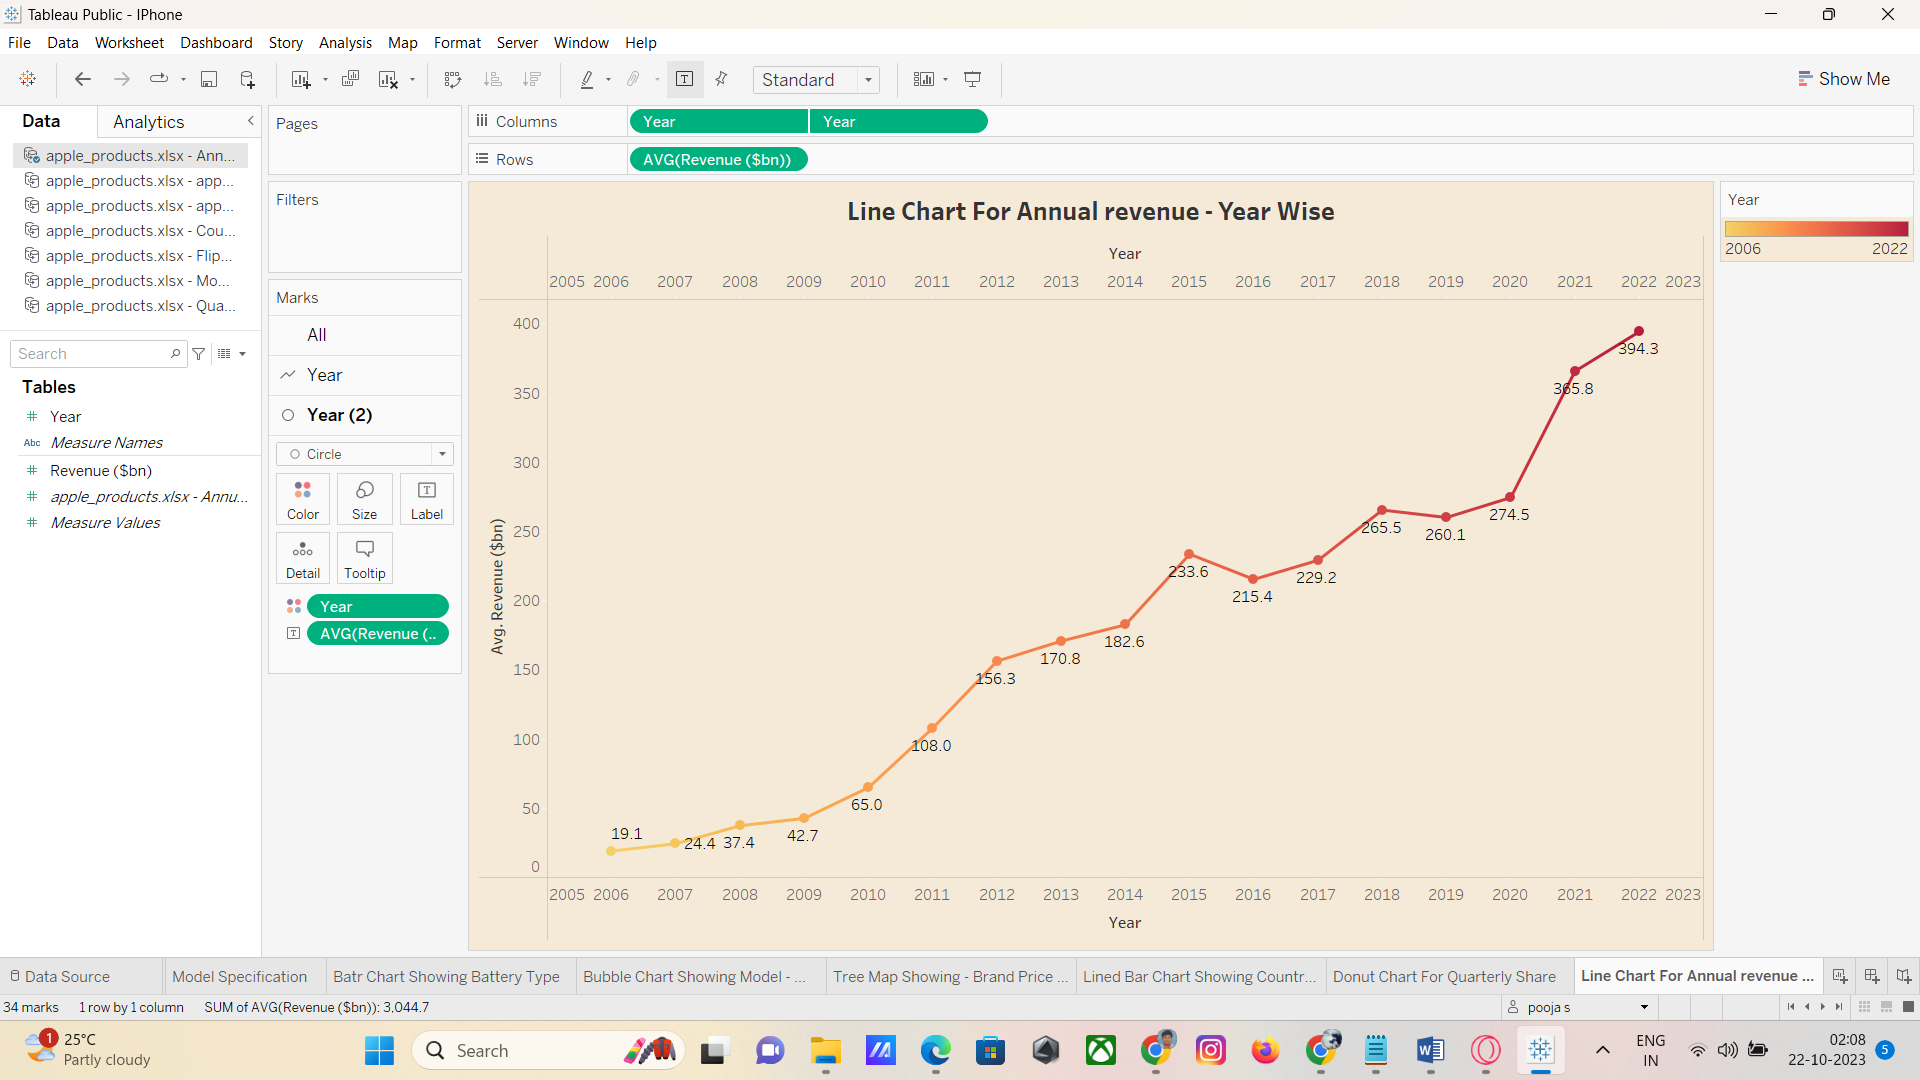 Tableau Public - IPhone
File Data Worksheet Dashboard Story Analysis Map Format Server Window Help
Standard
Show Me
Data Analytics
apple_products.xlsx - Ann...
apple_products.xlsx - app...
apple_products.xlsx - app...
apple_products.xlsx - Cou...
apple_products.xlsx - Flip...
apple_products.xlsx - Mo...
apple_products.xlsx - Qua...
Search
Tables
Year
Abc Measure Names
Revenue ($bn)
apple_products.xlsx - Annu...
Measure Values
Pages
Filters
Marks
All
Year
Year (2)
Circle
Color Size Label
Detail Tooltip
Year
AVG(Revenue (..
Columns Year Year
Rows AVG(Revenue ($bn))
Line Chart For Annual revenue - Year Wise
Year
2005 2006 2007 2008 2009 2010 2011 2012 2013 2014 2015 2016 2017 2018 2019 2020 2021 2022 2023
Avg. Revenue ($bn)
400
350
300
250
200
150
100
50
0
19.1
24.4
37.4
42.7
65.0
108.0
156.3
170.8
182.6
233.6
215.4
229.2
265.5
260.1
274.5
365.8
394.3
2005 2006 2007 2008 2009 2010 2011 2012 2013 2014 2015 2016 2017 2018 2019 2020 2021 2022 2023
Year
Year
2006 2022
Data Source Model Specification Batr Chart Showing Battery Type Bubble Chart Showing Model - ... Tree Map Showing - Brand Price ... Lined Bar Chart Showing Countr... Donut Chart For Quarterly Share Line Chart For Annual revenue ...
34 marks 1 row by 1 column SUM of AVG(Revenue ($bn)): 3,044.7 pooja s
1
25°C
Partly cloudy
Search
ENG
IN
02:08
22-10-2023
5